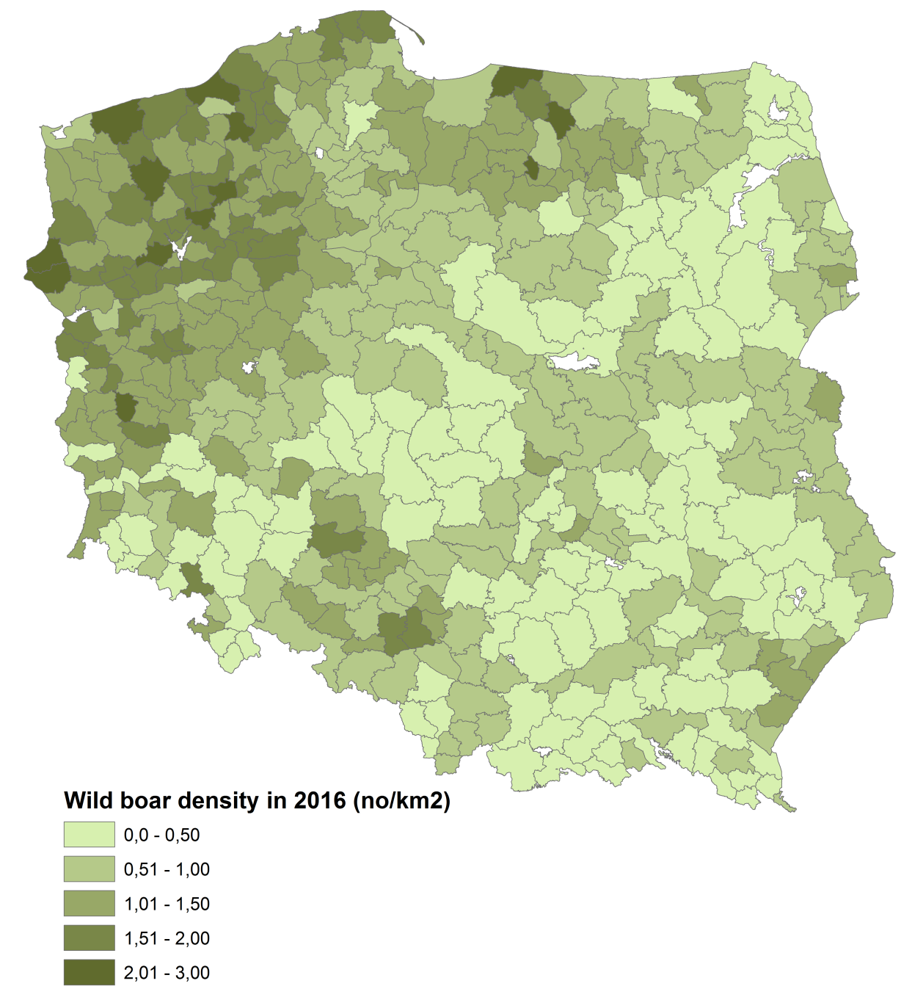 Wild boar density in 2016 (no/km2)
0,0 - 0,50
0,51 - 1,00
1,01 - 1,50
1,51 - 2,00
2,01 - 3,00